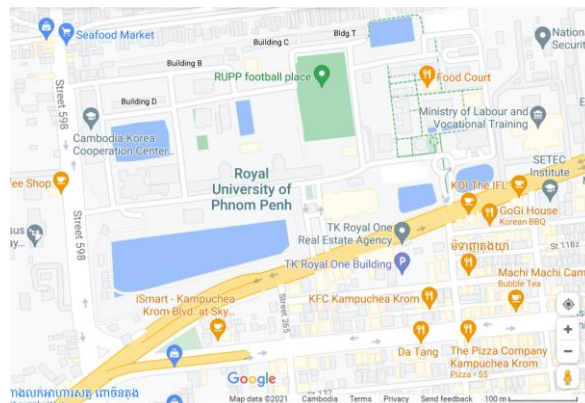 Seafood Market
Bldg T
Building C
National
Securit
Building B
RUPP football place
Food Court
Building D
Street 598
Cambodia-Korea
Cooperation Center...
Ministry of Labour and
Vocational Training
SETEC
Institute
Royal
University of
Phnom Penh
ee Shop
KOI The IFL
GoGi House
Korean BBQ
TK Royal One
Real Estate Agency
St 118z
Street 598
TK Royal One Building
P
Machi Machi Cam
Bubble Tea
iSmart - Kampuchea
Krom Blvd. at Sky...
KFC Kampuchea Krom
Street 265
Da Tang
The Pizza Company
Kampuchea Krom
Pizza • $$
Google
Map data ©2021
Cambodia
Terms
Privacy
Send feedback
100 m